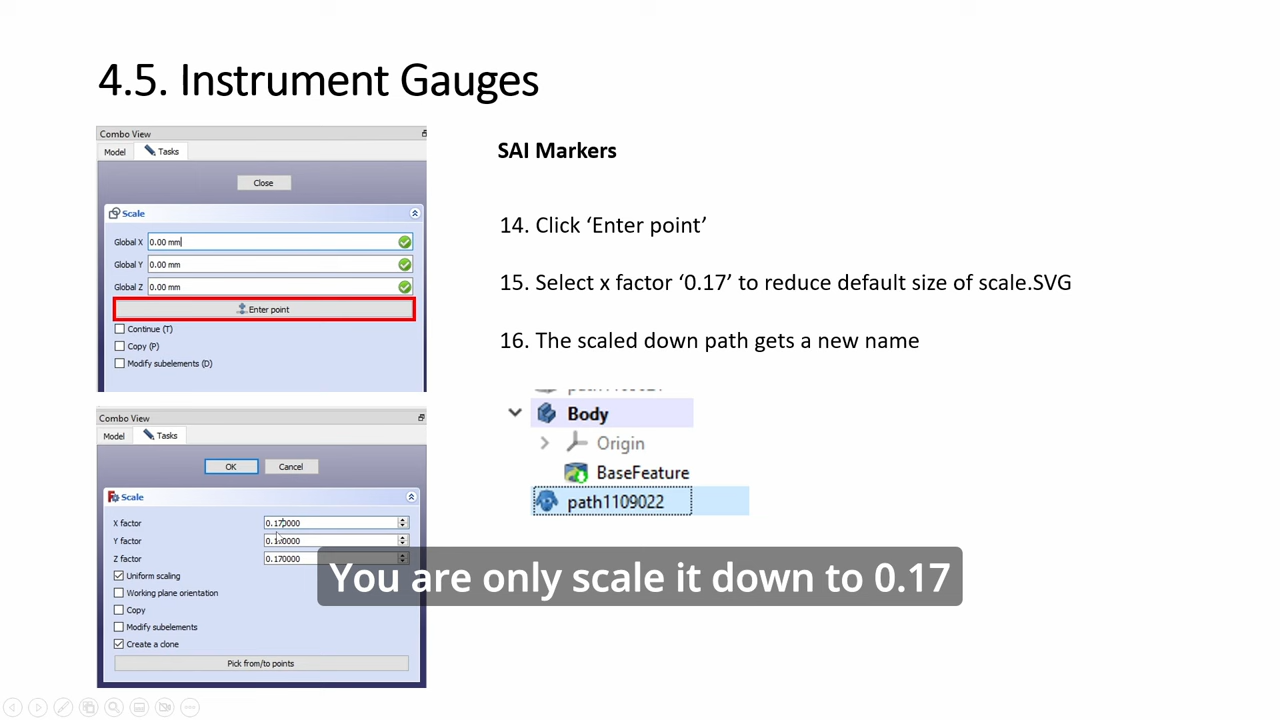 4.5. Instrument Gauges
Combo View
Model
Tasks
Close
Scale
Global X 0.00 mm
Global Y 0.00 mm
Global Z 0.00 mm
Enter point
Continue (T)
Copy (P)
Modify subelements (D)
Combo View
Model
Tasks
OK Cancel
Scale
X factor 0.170000
Y factor 0.170000
Z factor 0.170000
Uniform scaling
Working plane orientation
Copy
Modify subelements
Create a clone
Pick from/to points
SAI Markers
14. Click ‘Enter point’
15. Select x factor ‘0.17’ to reduce default size of scale.SVG
16. The scaled down path gets a new name
Body
Origin
BaseFeature
path1109022
You are only scale it down to 0.17